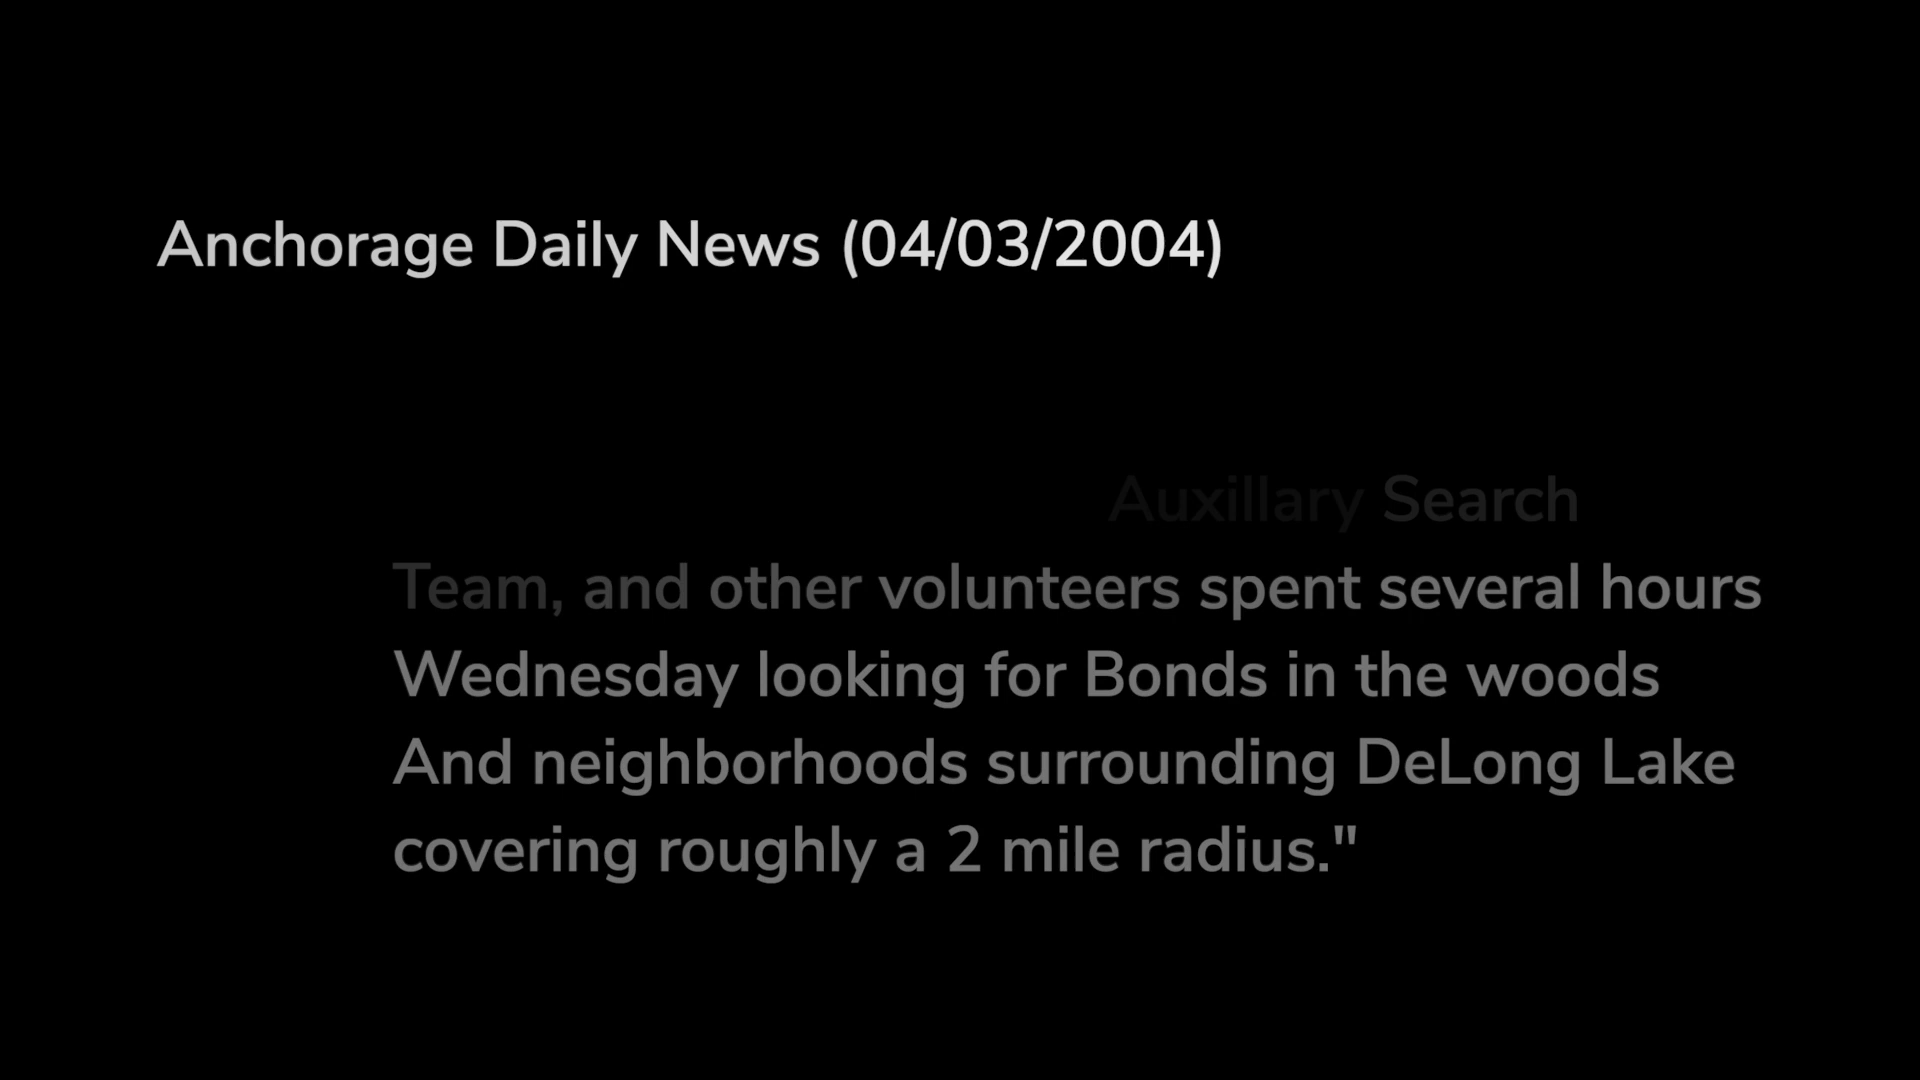 Anchorage Daily News (04/03/2004)
Auxillary Search
Team, and other volunteers spent several hours
Wednesday looking for Bonds in the woods
And neighborhoods surrounding DeLong Lake
covering roughly a 2 mile radius."